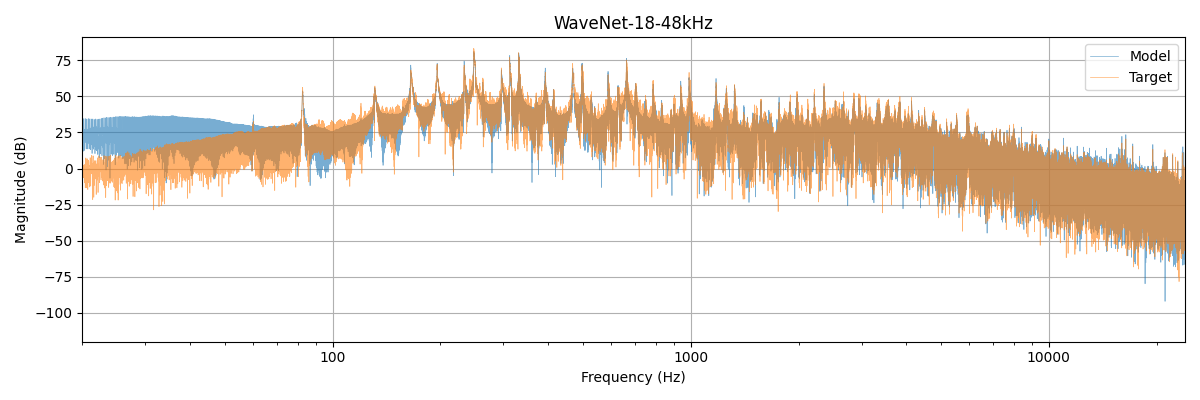 WaveNet-18-48kHz
Model
Target
Magnitude (dB)
75
50
25
0
−25
−50
−75
−100
100
1000
10000
Frequency (Hz)